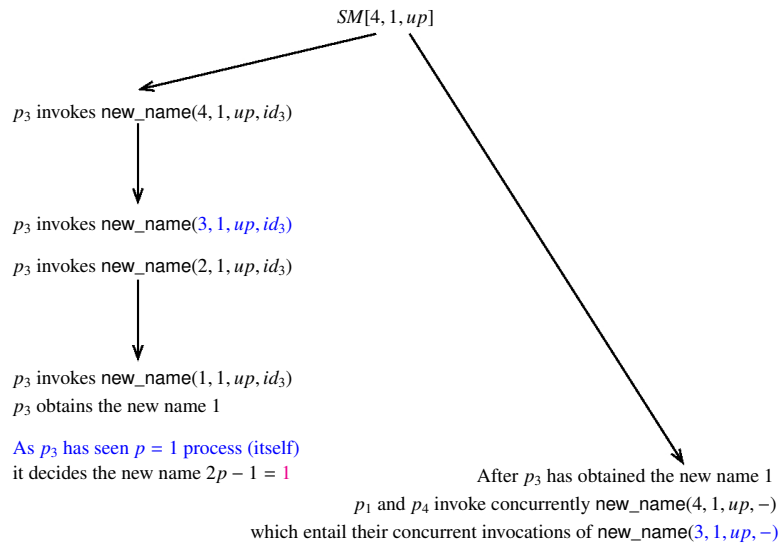 SM[4, 1, up]
p₃ invokes new_name(4, 1, up, id₃)
p₃ invokes new_name(3, 1, up, id₃)
p₃ invokes new_name(2, 1, up, id₃)
p₃ invokes new_name(1, 1, up, id₃)
p₃ obtains the new name 1
As p₃ has seen p = 1 process (itself)
it decides the new name 2p − 1 = 1
After p₃ has obtained the new name 1
p₁ and p₄ invoke concurrently new_name(4, 1, up, −)
which entail their concurrent invocations of new_name(3, 1, up, −)